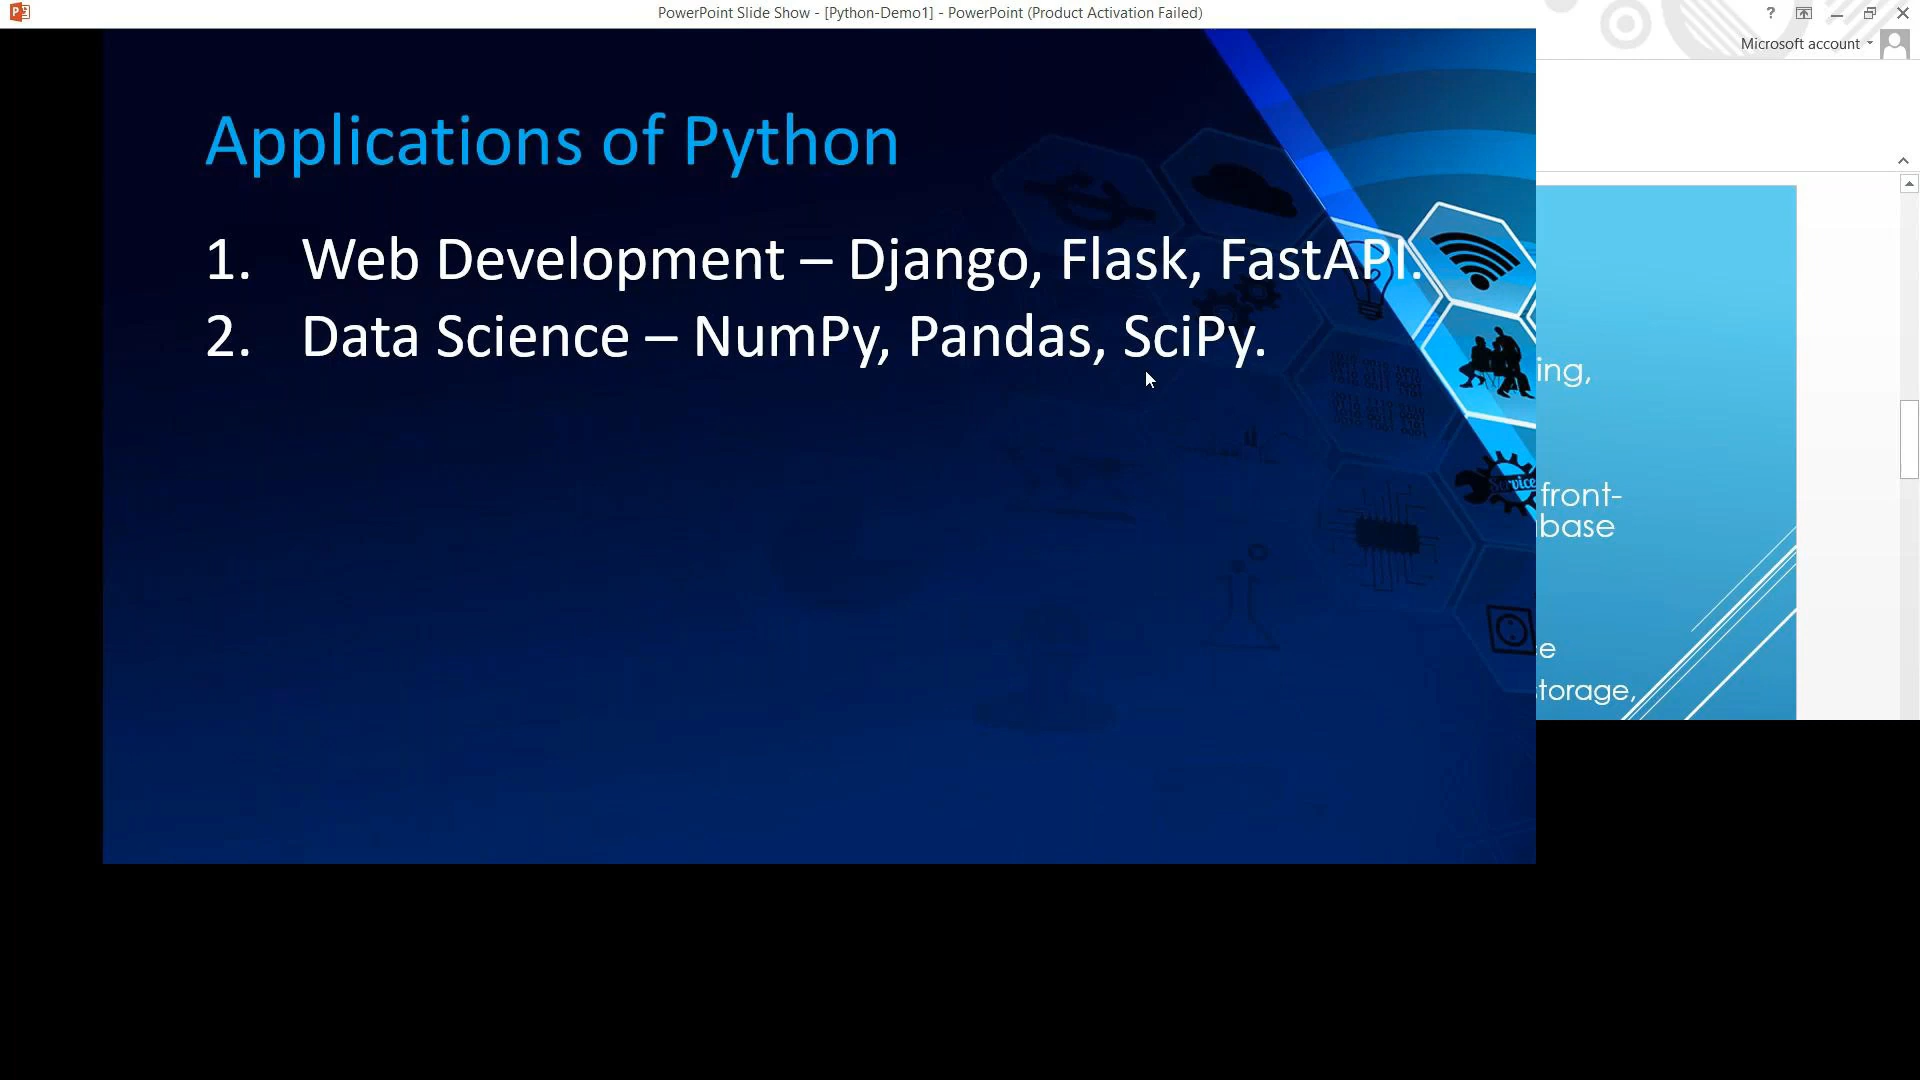 PowerPoint Slide Show - [Python-Demo1] - PowerPoint (Product Activation Failed)
?
Microsoft account
Applications of Python
1. Web Development – Django, Flask, FastAPI.
2. Data Science – NumPy, Pandas, SciPy.
ing,
Service
front-
base
e
torage,